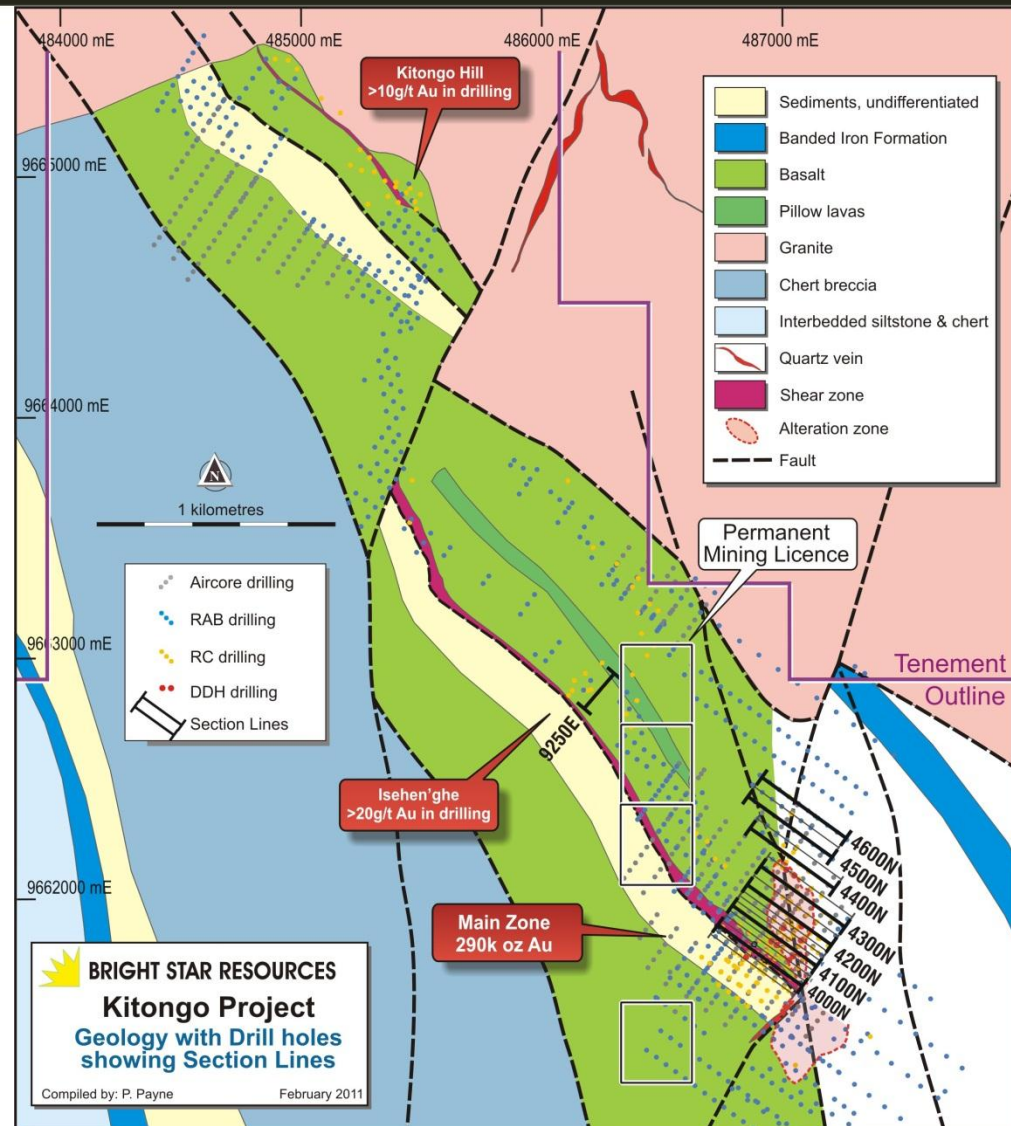 484000 mE
485000 mE
486000 mE
487000 mE
Kitongo Hill
>10g/t Au in drilling
Sediments, undifferentiated
Banded Iron Formation
Basalt
Pillow lavas
Granite
Chert breccia
Interbedded siltstone & chert
Quartz vein
Shear zone
Alteration zone
Fault
9665000 mE
9664000 mE
N
1 kilometres
Permanent
Mining Licence
Aircore drilling
RAB drilling
RC drilling
DDH drilling
Section Lines
9663000 mE
Tenement
Outline
9250E
Isehen'ghe
>20g/t Au in drilling
4600N
4500N
4400N
4300N
4200N
4100N
4000N
9662000 mE
Main Zone
290k oz Au
BRIGHT STAR RESOURCES
Kitongo Project
Geology with Drill holes
showing Section Lines
Compiled by: P. Payne
February 2011